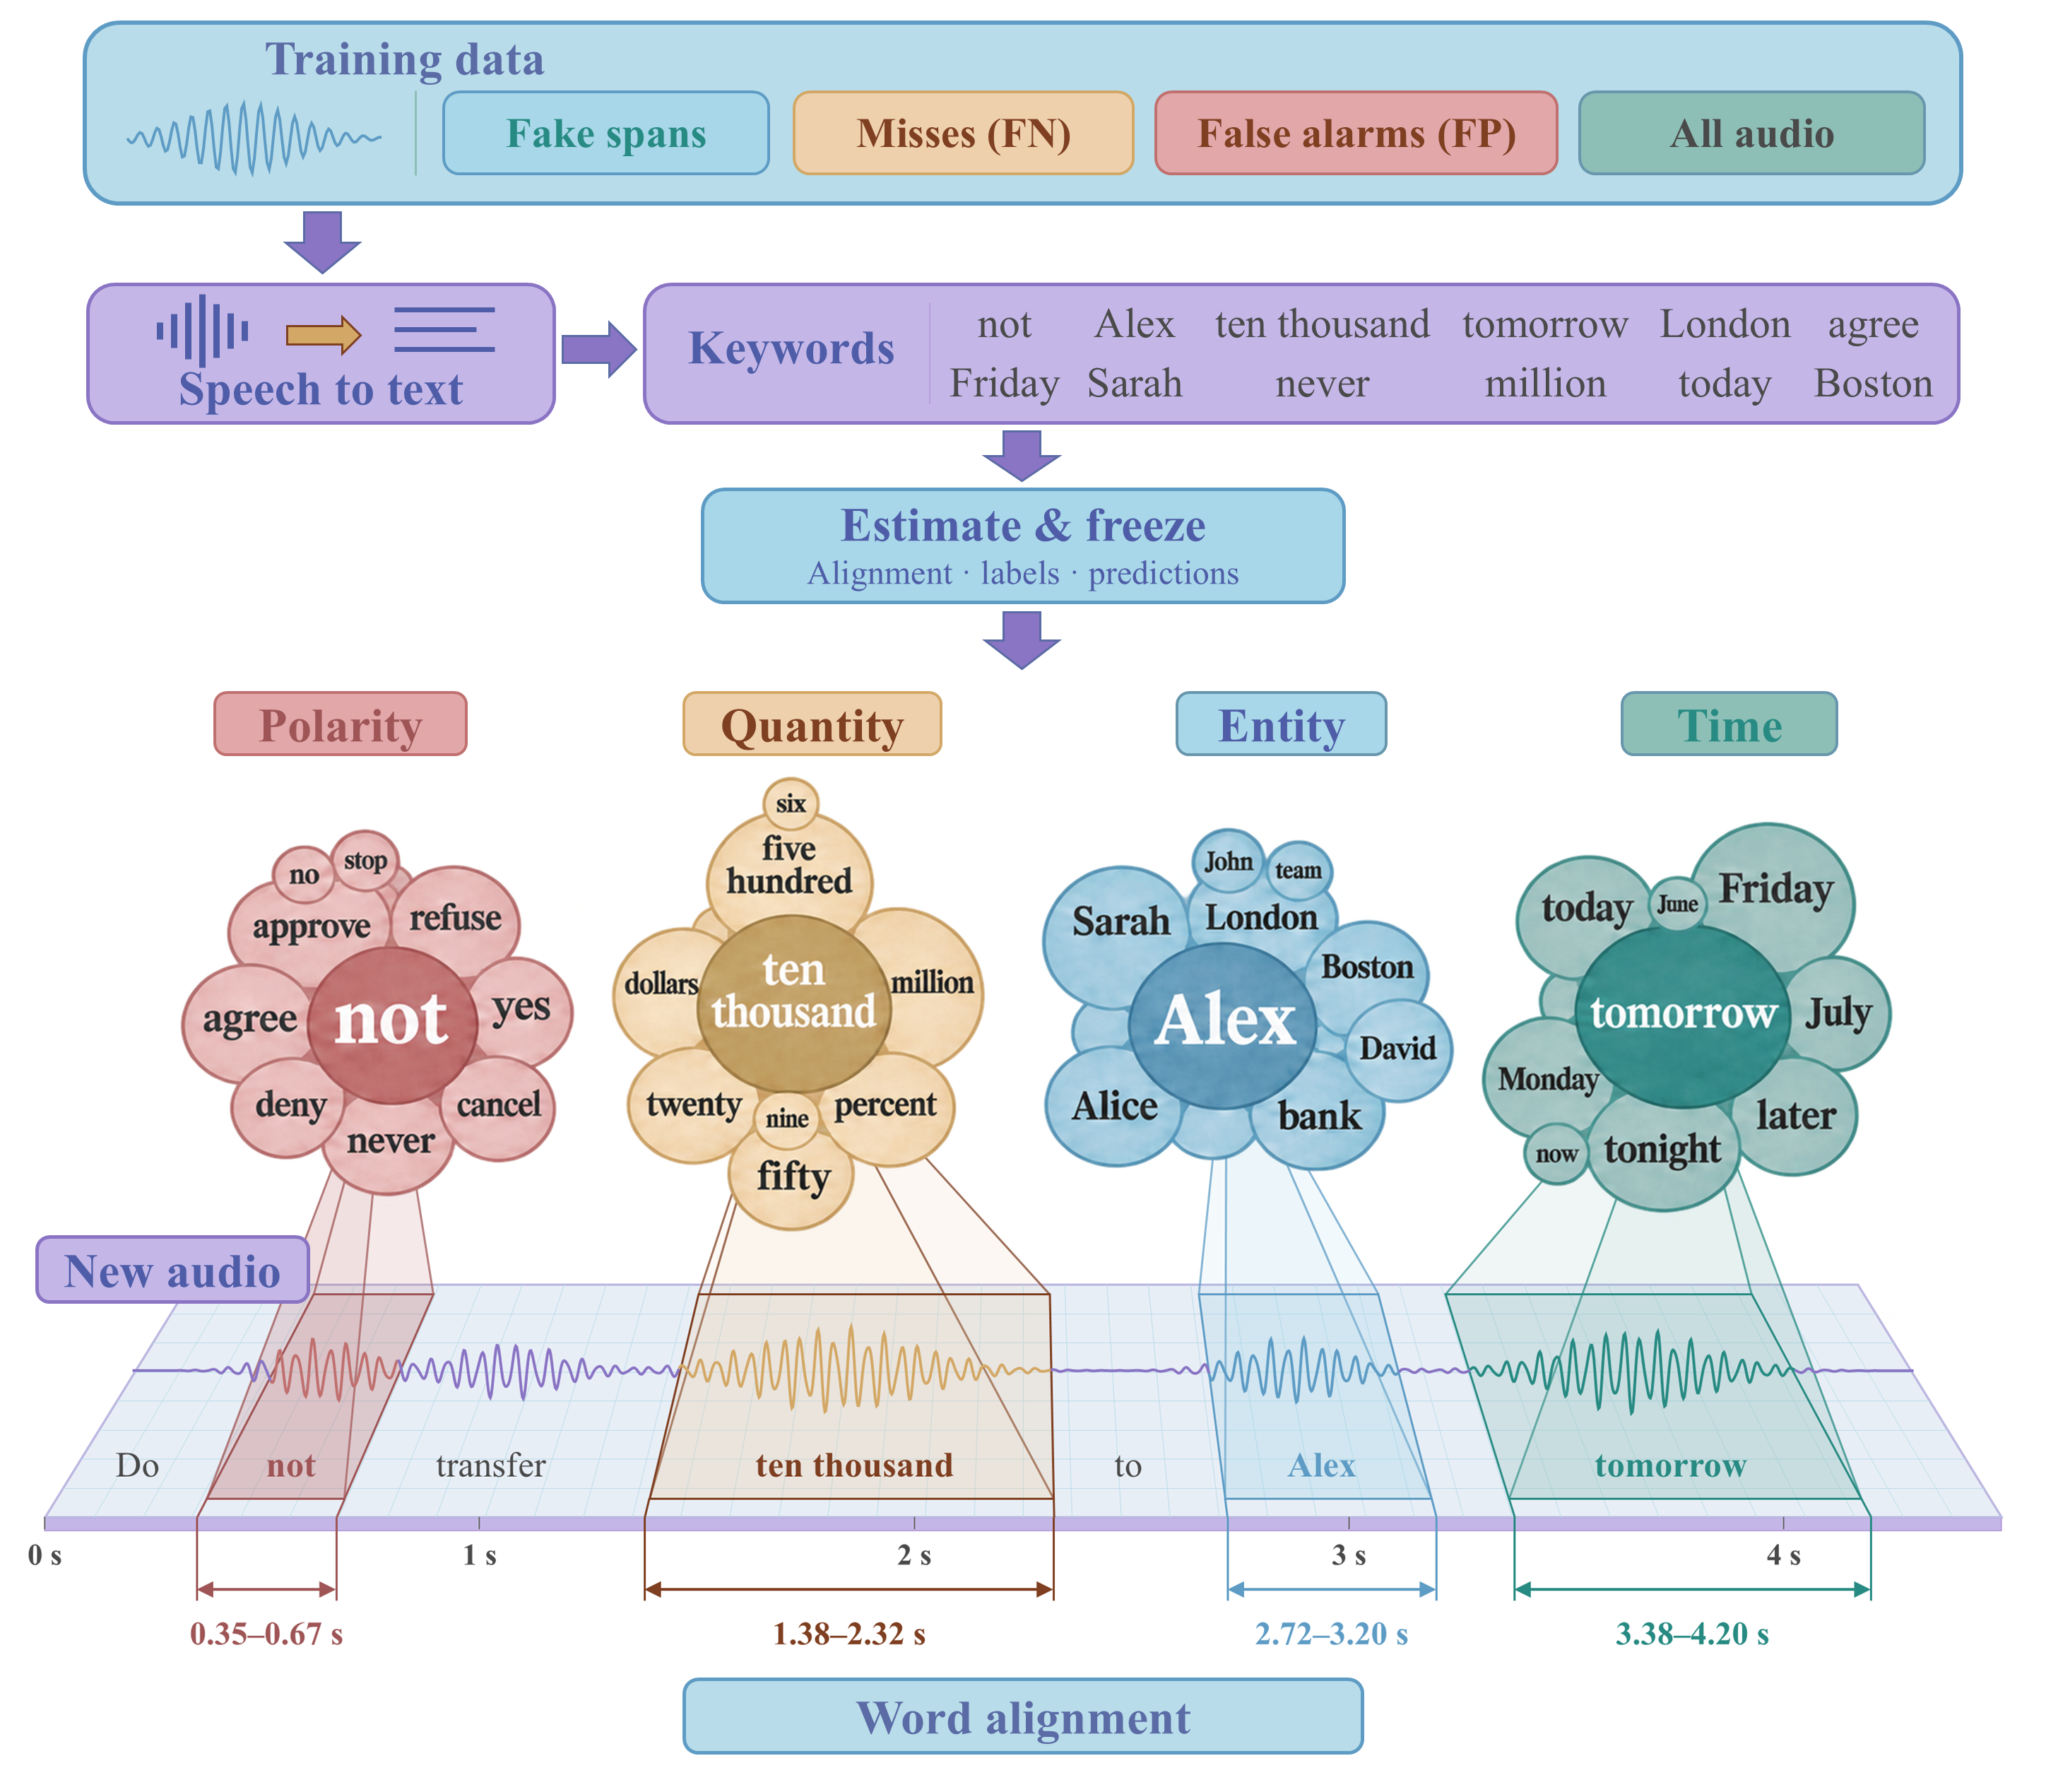 Training data
Fake spans
Misses (FN)
False alarms (FP)
All audio
Speech to text
Keywords
not Alex ten thousand tomorrow London agree
Friday Sarah never million today Boston
Estimate & freeze
Alignment · labels · predictions
Polarity
Quantity
Entity
Time
no
stop
approve
refuse
agree
not
yes
deny
never
cancel
six
five
hundred
dollars
ten
thousand
million
twenty
nine
percent
fifty
John
team
Sarah
London
Boston
Alex
David
Alice
bank
today
June
Friday
tomorrow
July
Monday
later
now
tonight
New audio
Do not transfer ten thousand to Alex tomorrow
0 s 1 s 2 s 3 s 4 s
0.35–0.67 s 1.38–2.32 s 2.72–3.20 s 3.38–4.20 s
Word alignment